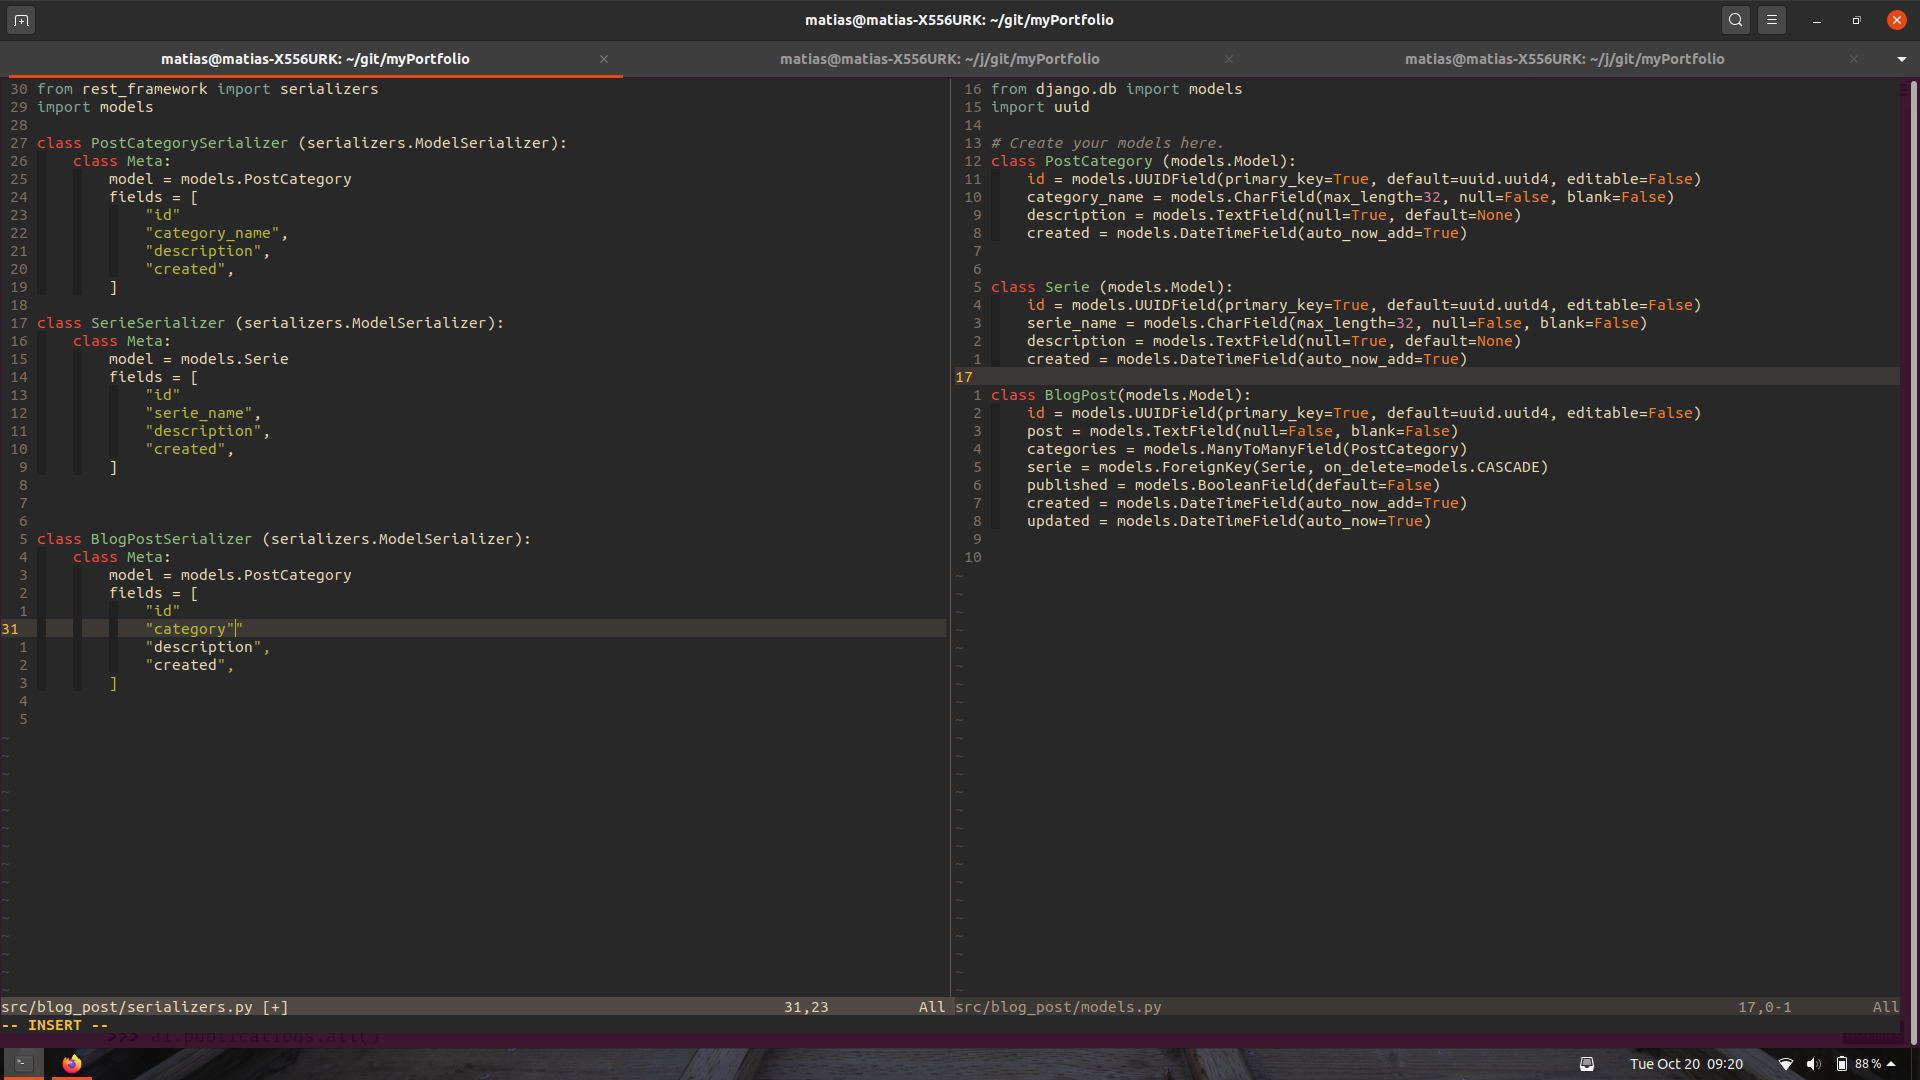 matias@matias-X556URK: ~/git/myPortfolio
matias@matias-X556URK: ~/git/myPortfolio
matias@matias-X556URK: ~/j/git/myPortfolio
matias@matias-X556URK: ~/j/git/myPortfolio
30 from rest_framework import serializers
29 import models
28
27 class PostCategorySerializer (serializers.ModelSerializer):
26     class Meta:
25         model = models.PostCategory
24         fields = [
23             "id"
22             "category_name",
21             "description",
20             "created",
19         ]
18
17 class SerieSerializer (serializers.ModelSerializer):
16     class Meta:
15         model = models.Serie
14         fields = [
13             "id"
12             "serie_name",
11             "description",
10             "created",
9         ]
8
7
6
5 class BlogPostSerializer (serializers.ModelSerializer):
4     class Meta:
3         model = models.PostCategory
2         fields = [
1             "id"
31             "category""
1             "description",
2             "created",
3         ]
4
5
src/blog_post/serializers.py [+] 31,23 All
-- INSERT --
16 from django.db import models
15 import uuid
14
13 # Create your models here.
12 class PostCategory (models.Model):
11     id = models.UUIDField(primary_key=True, default=uuid.uuid4, editable=False)
10     category_name = models.CharField(max_length=32, null=False, blank=False)
9     description = models.TextField(null=True, default=None)
8     created = models.DateTimeField(auto_now_add=True)
7
6
5 class Serie (models.Model):
4     id = models.UUIDField(primary_key=True, default=uuid.uuid4, editable=False)
3     serie_name = models.CharField(max_length=32, null=False, blank=False)
2     description = models.TextField(null=True, default=None)
1     created = models.DateTimeField(auto_now_add=True)
17
1 class BlogPost(models.Model):
2     id = models.UUIDField(primary_key=True, default=uuid.uuid4, editable=False)
3     post = models.TextField(null=False, blank=False)
4     categories = models.ManyToManyField(PostCategory)
5     serie = models.ForeignKey(Serie, on_delete=models.CASCADE)
6     published = models.BooleanField(default=False)
7     created = models.DateTimeField(auto_now_add=True)
8     updated = models.DateTimeField(auto_now=True)
9
10
src/blog_post/models.py 17,0-1 All
>>> a1.publications.all()
Tue Oct 20 09:20
88%